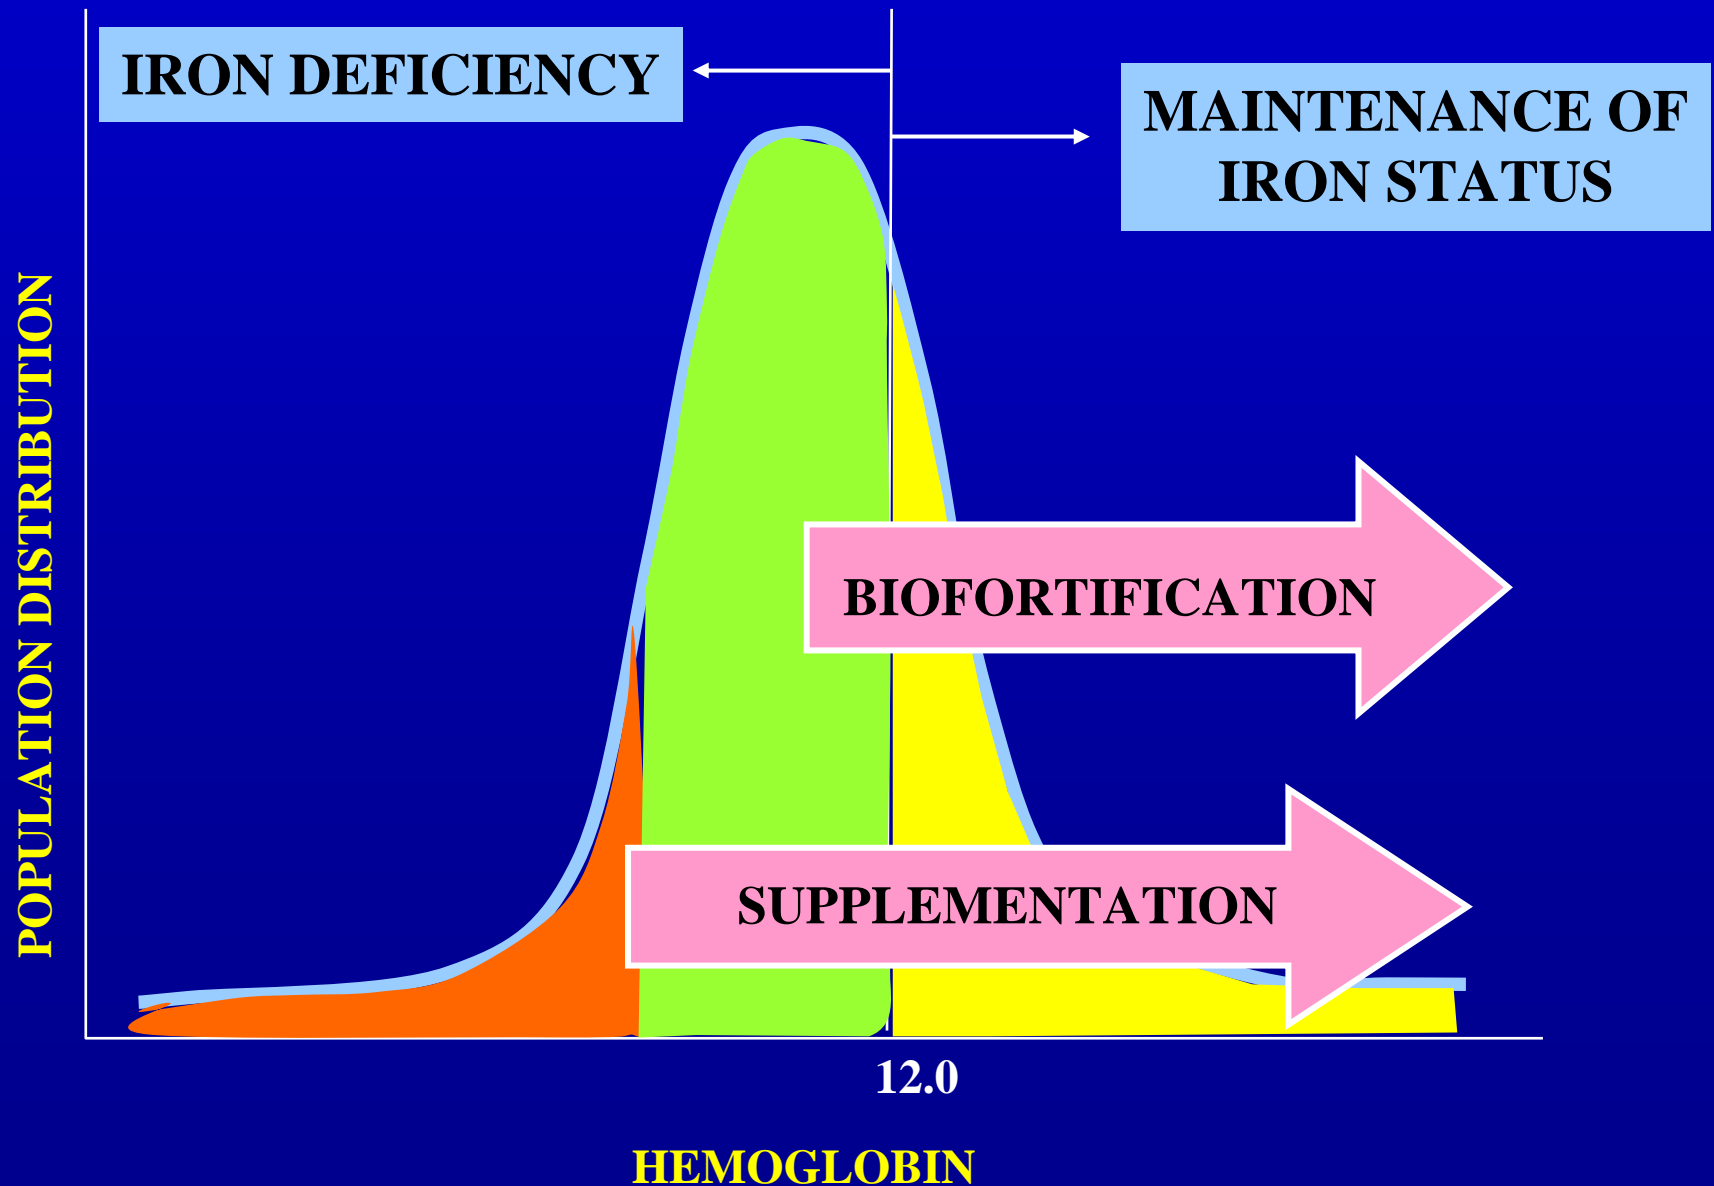 IRON DEFICIENCY
MAINTENANCE OF
IRON STATUS
POPULATION DISTRIBUTION
BIOFORTIFICATION
SUPPLEMENTATION
12.0
HEMOGLOBIN